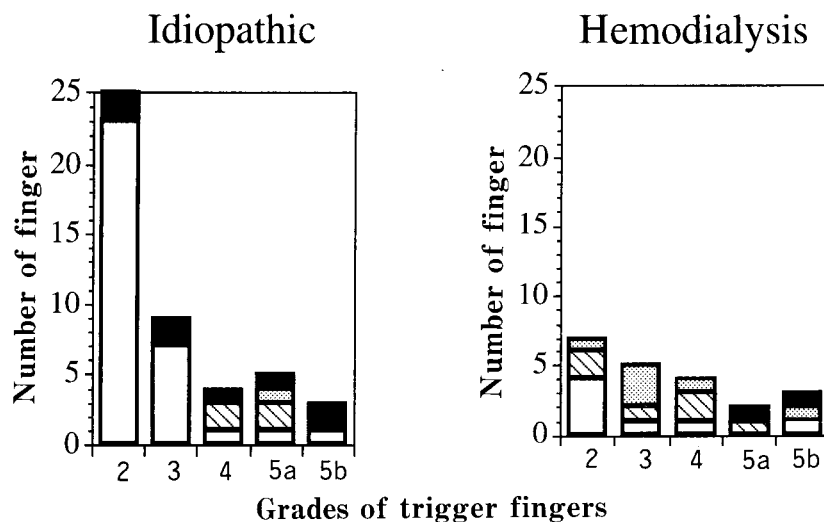 Idiopathic
Number of finger
25
20
15
10
5
0
2 3 4 5a 5b
Hemodialysis
Number of finger
25
20
15
10
5
0
2 3 4 5a 5b
Grades of trigger fingers